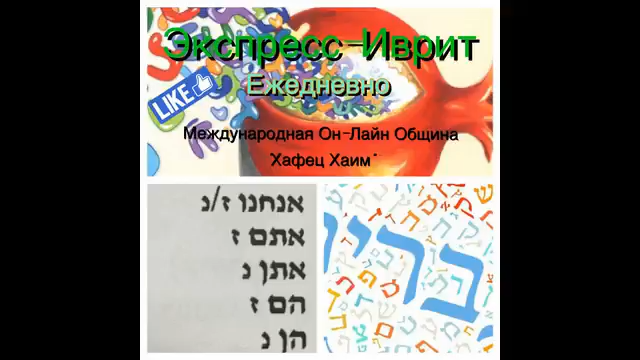 Экспресс-Иврит
Ежедневно
LIKE
Международная Он-Лайн Община
Хафец Хаим
אנחנו ז/נ
אתם ז
אתן נ
הם ז
הן נ